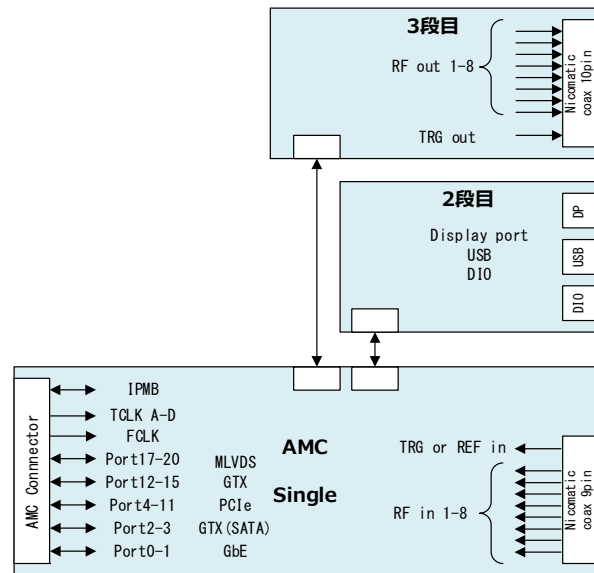 3段目
RF out 1-8
TRG out
Nicomatic
coax 10pin
2段目
Display port
USB
DIO
DP
USB
DIO
AMC Connnector
IPMB
TCLK A-D
FCLK
Port17-20 MLVDS
Port12-15 GTX
Port4-11 PCIe
Port2-3 GTX(SATA)
Port0-1 GbE
AMC
Single
TRG or REF in
RF in 1-8
Nicomatic
coax 9pin